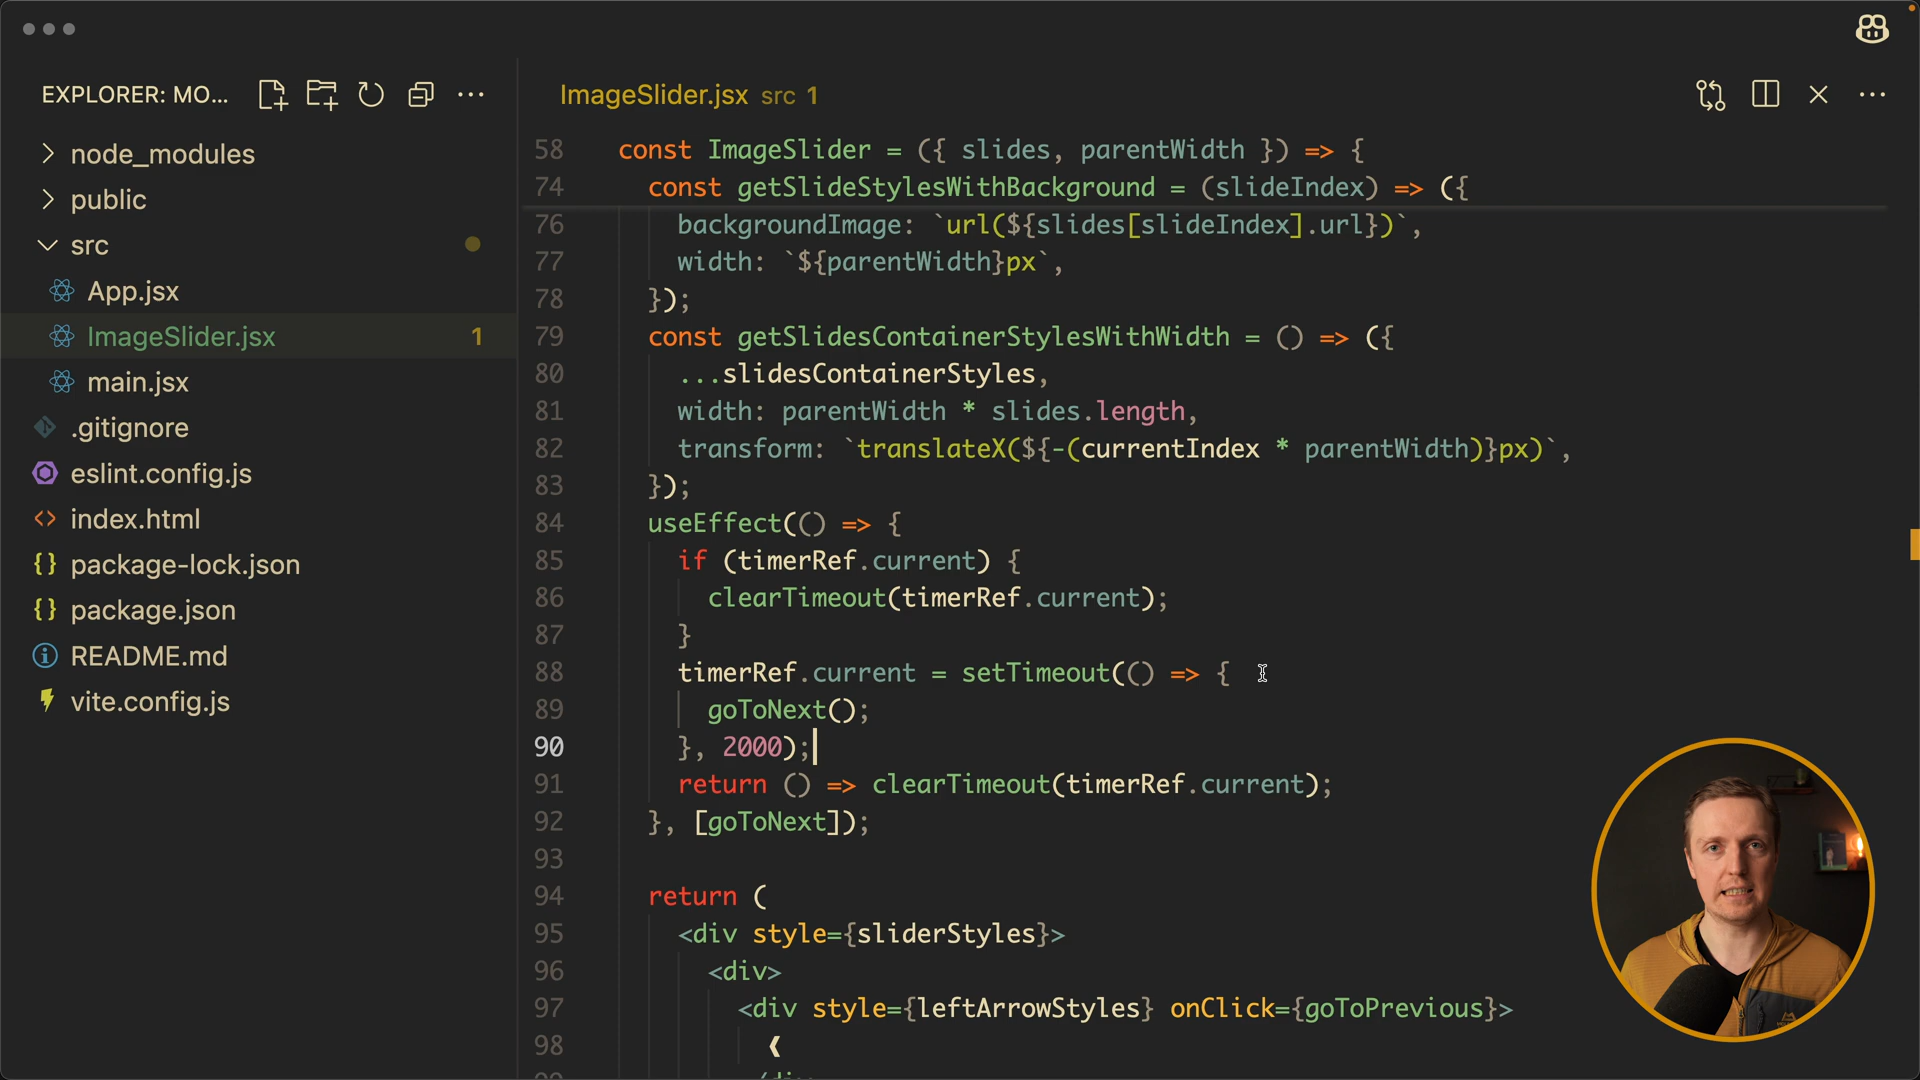 EXPLORER: MO...
node_modules
public
src
App.jsx
ImageSlider.jsx 1
main.jsx
.gitignore
eslint.config.js
index.html
package-lock.json
package.json
README.md
vite.config.js
ImageSlider.jsx src 1
58 const ImageSlider = ({ slides, parentWidth }) => {
74 const getSlideStylesWithBackground = (slideIndex) => ({
76 backgroundImage: `url(${slides[slideIndex].url})`,
77 width: `${parentWidth}px`,
78 });
79 const getSlidesContainerStylesWithWidth = () => ({
80 ...slidesContainerStyles,
81 width: parentWidth * slides.length,
82 transform: `translateX(${-(currentIndex * parentWidth)}px)`,
83 });
84 useEffect(() => {
85 if (timerRef.current) {
86 clearTimeout(timerRef.current);
87 }
88 timerRef.current = setTimeout(() => {
89 goToNext();
90 }, 2000);
91 return () => clearTimeout(timerRef.current);
92 }, [goToNext]);
93
94 return (
95 <div style={sliderStyles}>
96 <div>
97 <div style={leftArrowStyles} onClick={goToPrevious}>
98 ❰